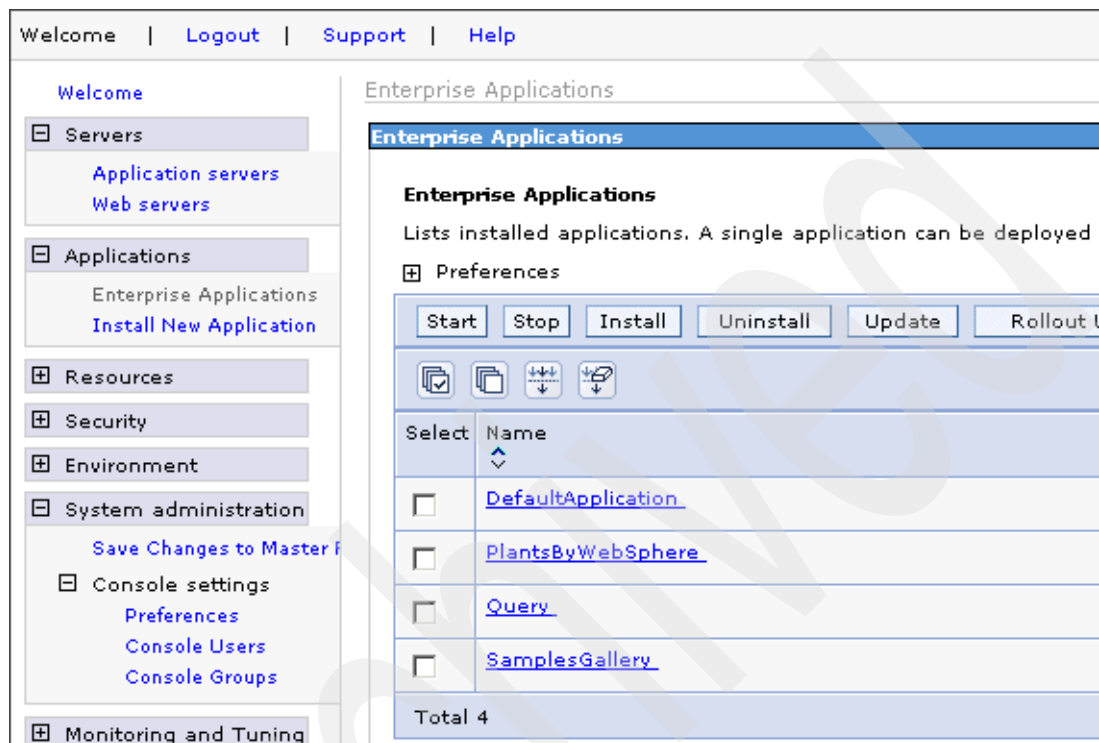 Welcome | Logout | Support | Help
Welcome
Servers
Application servers
Web servers
Applications
Enterprise Applications
Install New Application
Resources
Security
Environment
System administration
Save Changes to Master
Console settings
Preferences
Console Users
Console Groups
Monitoring and Tuning
Enterprise Applications
Enterprise Applications
Enterprise Applications
Lists installed applications. A single application can be deployed
Preferences
Start Stop Install Uninstall Update Rollout
Select Name
DefaultApplication
PlantsByWebSphere
Query
SamplesGallery
Total 4